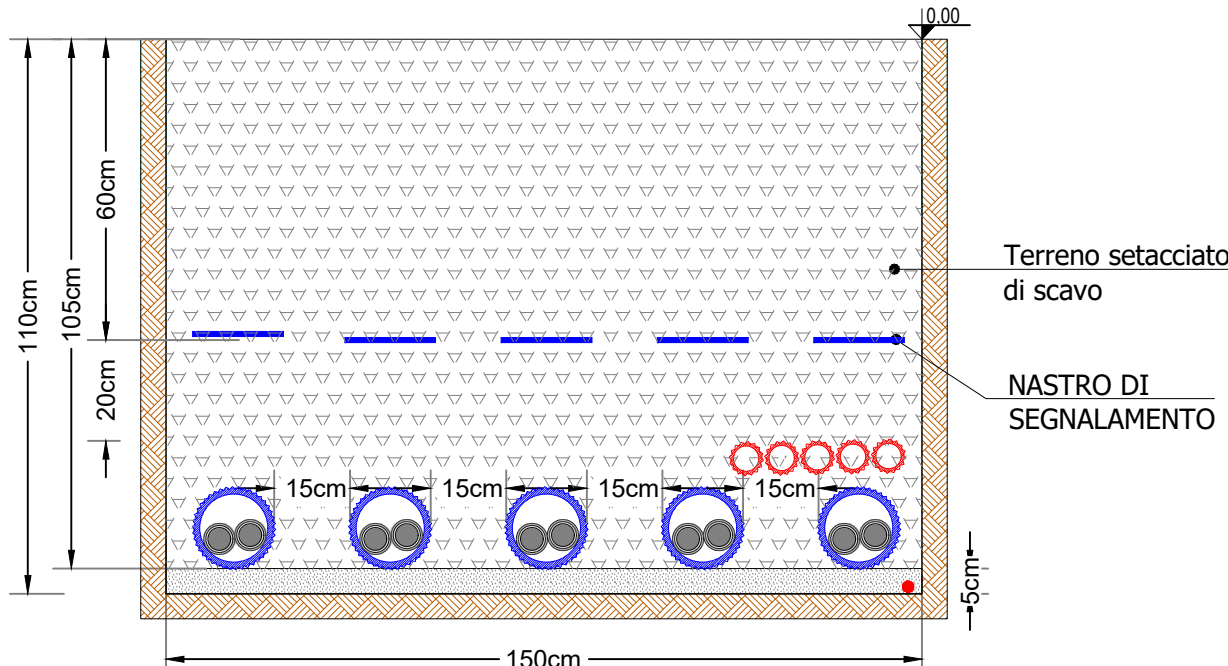 0.00
60cm
110cm
105cm
Terreno setacciato
di scavo
20cm
NASTRO DI
SEGNALAMENTO
15cm
15cm
15cm
15cm
5cm
150cm